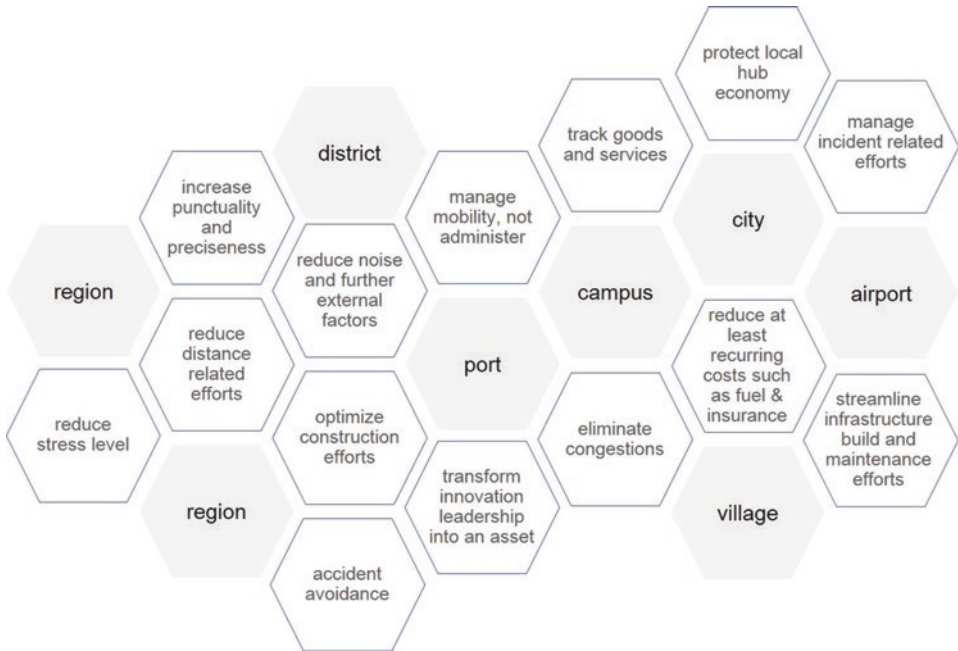 protect local
hub
economy
track goods
and services
manage
incident related
efforts
district
increase
punctuality
and
preciseness
manage
mobility, not
administer
city
region
reduce noise
and further
external
factors
campus
airport
reduce
distance
related
efforts
port
reduce at
least
recurring
costs such
as fuel &
insurance
reduce
stress level
optimize
construction
efforts
eliminate
congestions
streamline
infrastructure
build and
maintenance
efforts
region
transform
innovation
leadership
into an asset
village
accident
avoidance